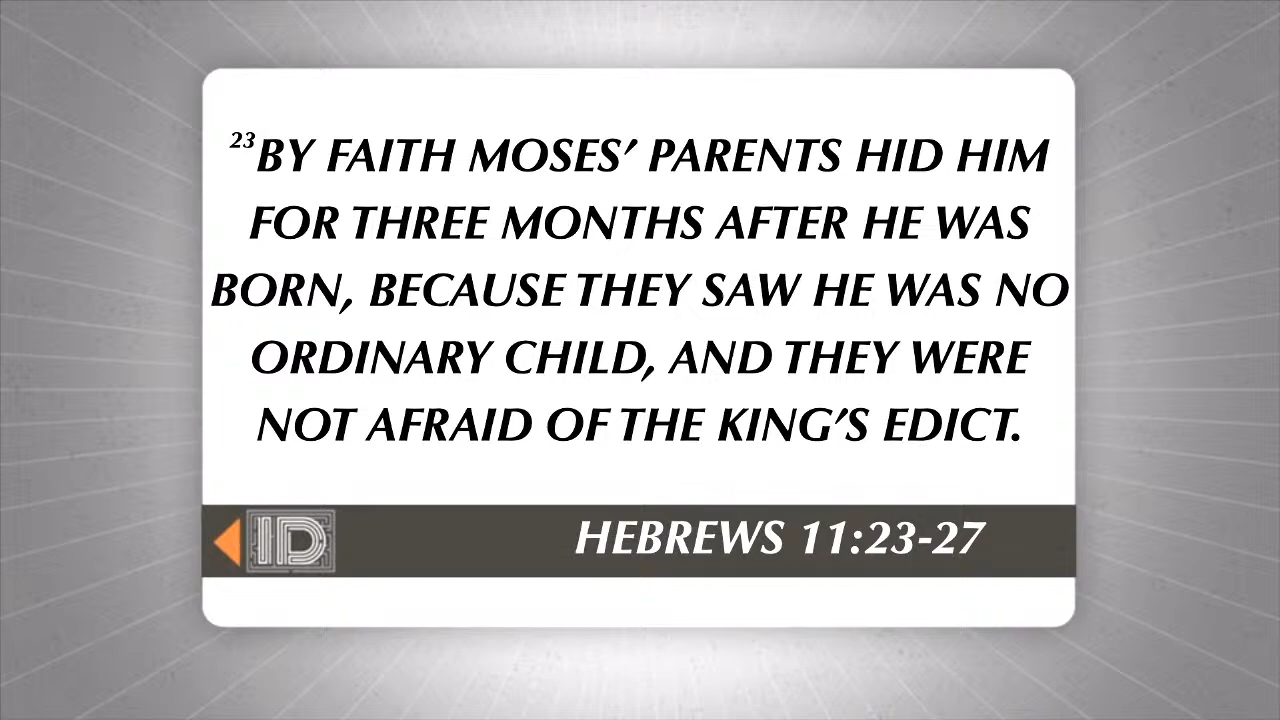 23BY FAITH MOSES’ PARENTS HID HIM
FOR THREE MONTHS AFTER HE WAS
BORN, BECAUSE THEY SAW HE WAS NO
ORDINARY CHILD, AND THEY WERE
NOT AFRAID OF THE KING’S EDICT.
ID
HEBREWS 11:23-27